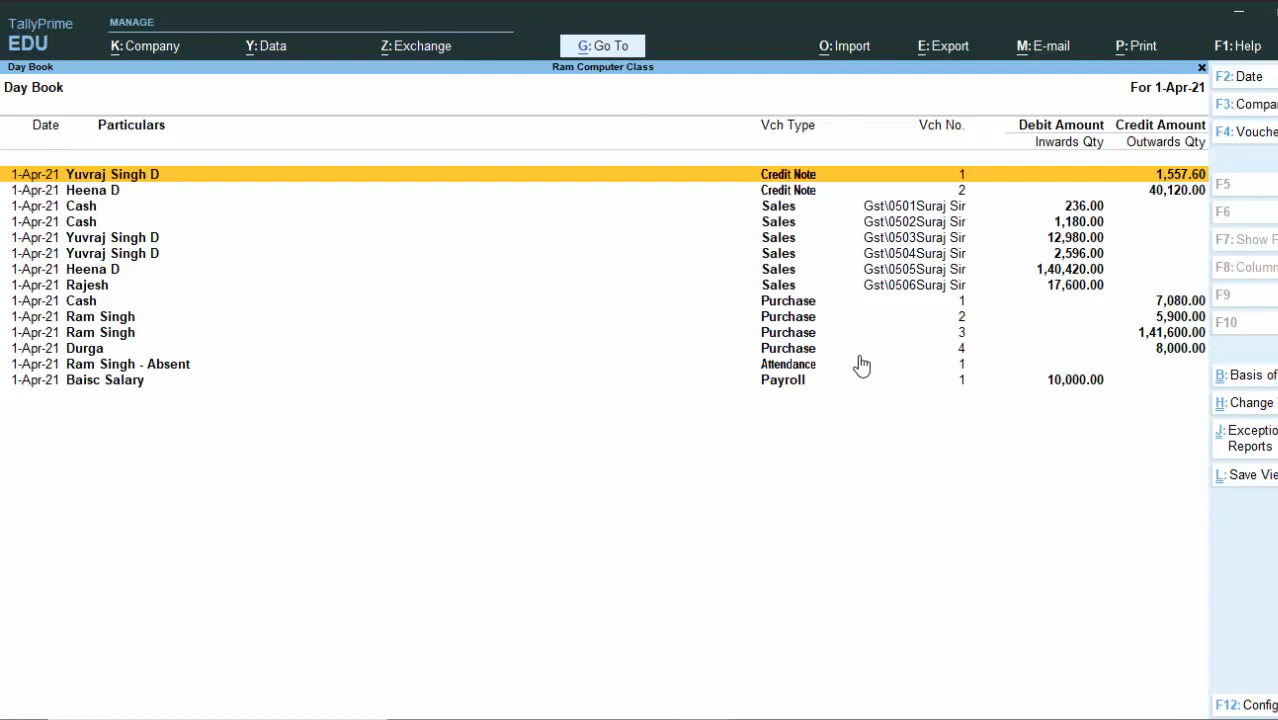 TallyPrime MANAGE
EDU K: Company Y: Data Z: Exchange G: Go To O: Import E: Export M: E-mail P: Print F1: Help
Day Book Ram Computer Class
Day Book For 1-Apr-21
Date Particulars Vch Type Vch No. Debit Amount Credit Amount
Inwards Qty Outwards Qty
1-Apr-21 Yuvraj Singh D Credit Note 1 1,557.60
1-Apr-21 Heena D Credit Note 2 40,120.00
1-Apr-21 Cash Sales Gst\0501Suraj Sir 236.00
1-Apr-21 Cash Sales Gst\0502Suraj Sir 1,180.00
1-Apr-21 Yuvraj Singh D Sales Gst\0503Suraj Sir 12,980.00
1-Apr-21 Yuvraj Singh D Sales Gst\0504Suraj Sir 2,596.00
1-Apr-21 Heena D Sales Gst\0505Suraj Sir 1,40,420.00
1-Apr-21 Rajesh Sales Gst\0506Suraj Sir 17,600.00
1-Apr-21 Cash Purchase 1 7,080.00
1-Apr-21 Ram Singh Purchase 2 5,900.00
1-Apr-21 Ram Singh Purchase 3 1,41,600.00
1-Apr-21 Durga Purchase 4 8,000.00
1-Apr-21 Ram Singh - Absent Attendance 1
1-Apr-21 Baisc Salary Payroll 1 10,000.00
F2: Date
F3: Compa
F4: Vouche
F5
F6
F7: Show F
F8: Column
F9
F10
B: Basis of
H: Change
J: Exceptio
Reports
L: Save Vie
F12: Config